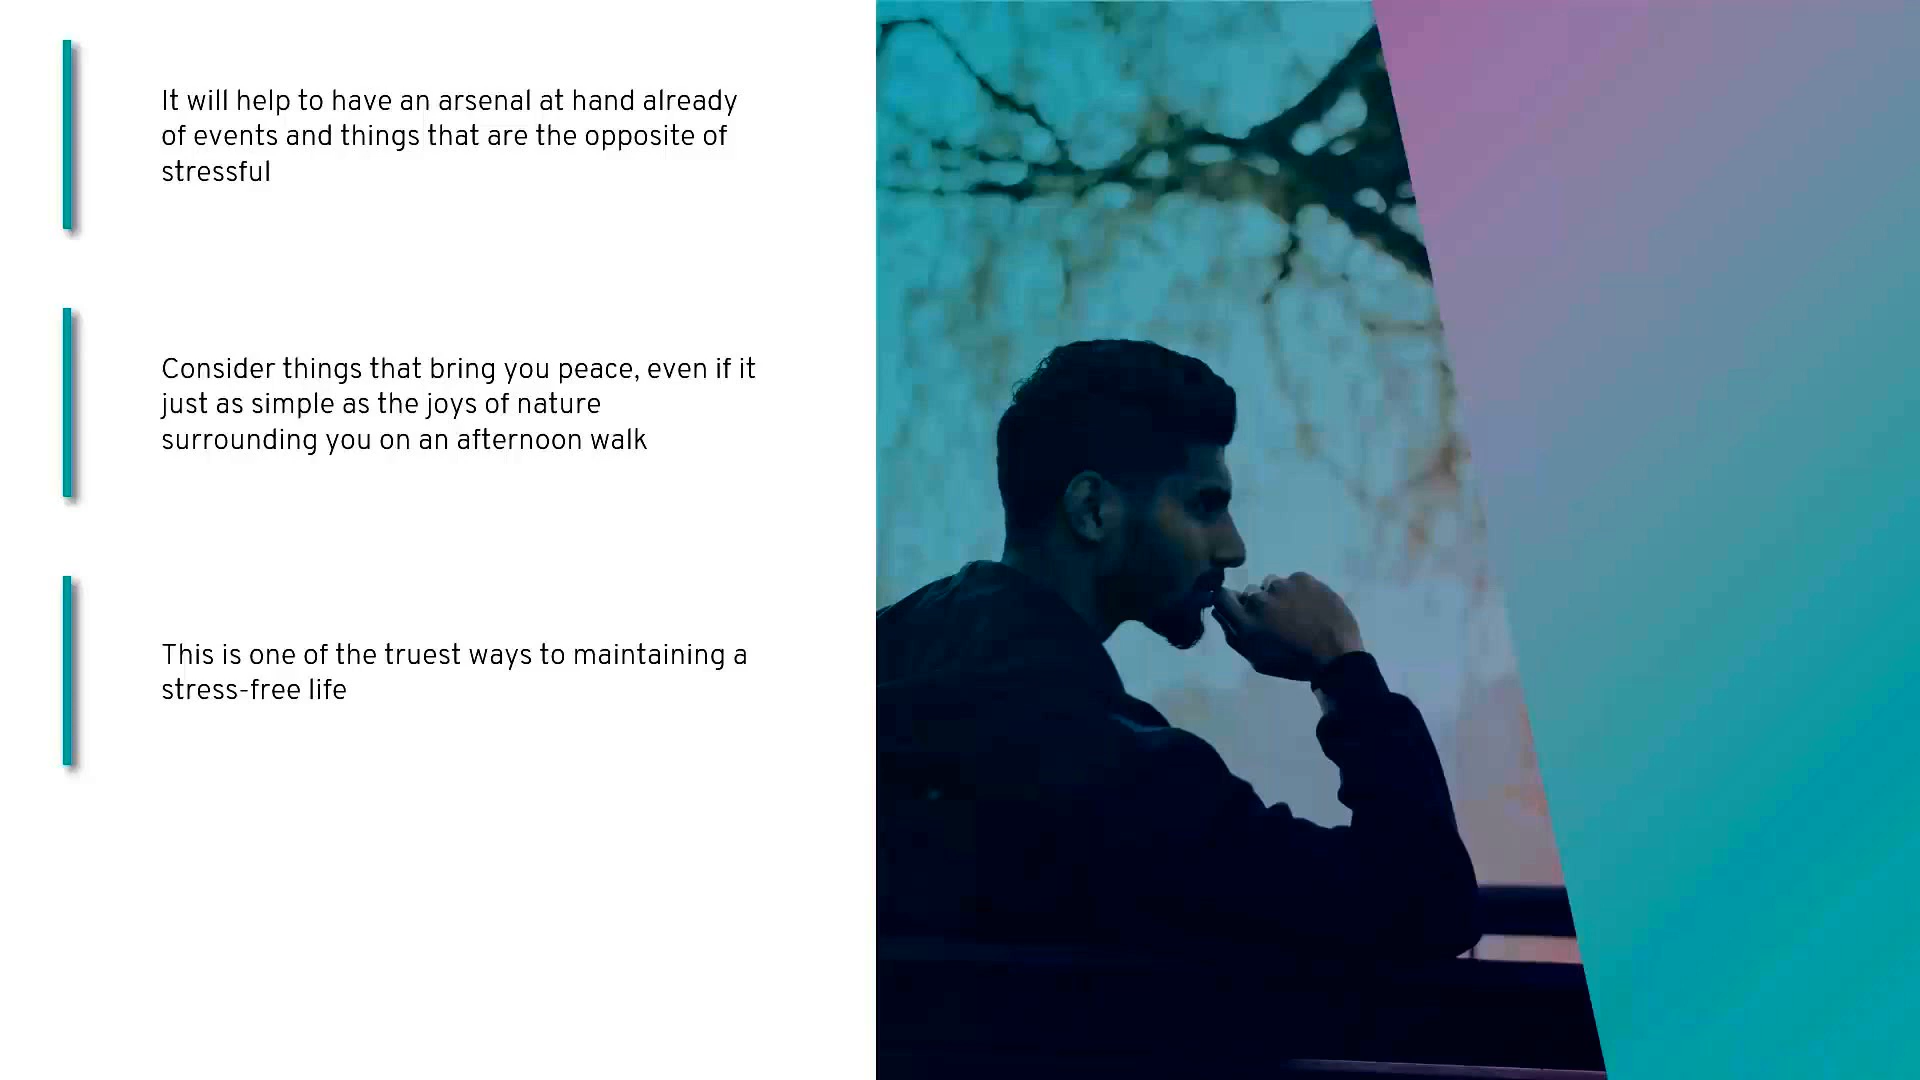 It will help to have an arsenal at hand already
of events and things that are the opposite of
stressful
Consider things that bring you peace, even if it
just as simple as the joys of nature
surrounding you on an afternoon walk
This is one of the truest ways to maintaining a
stress-free life